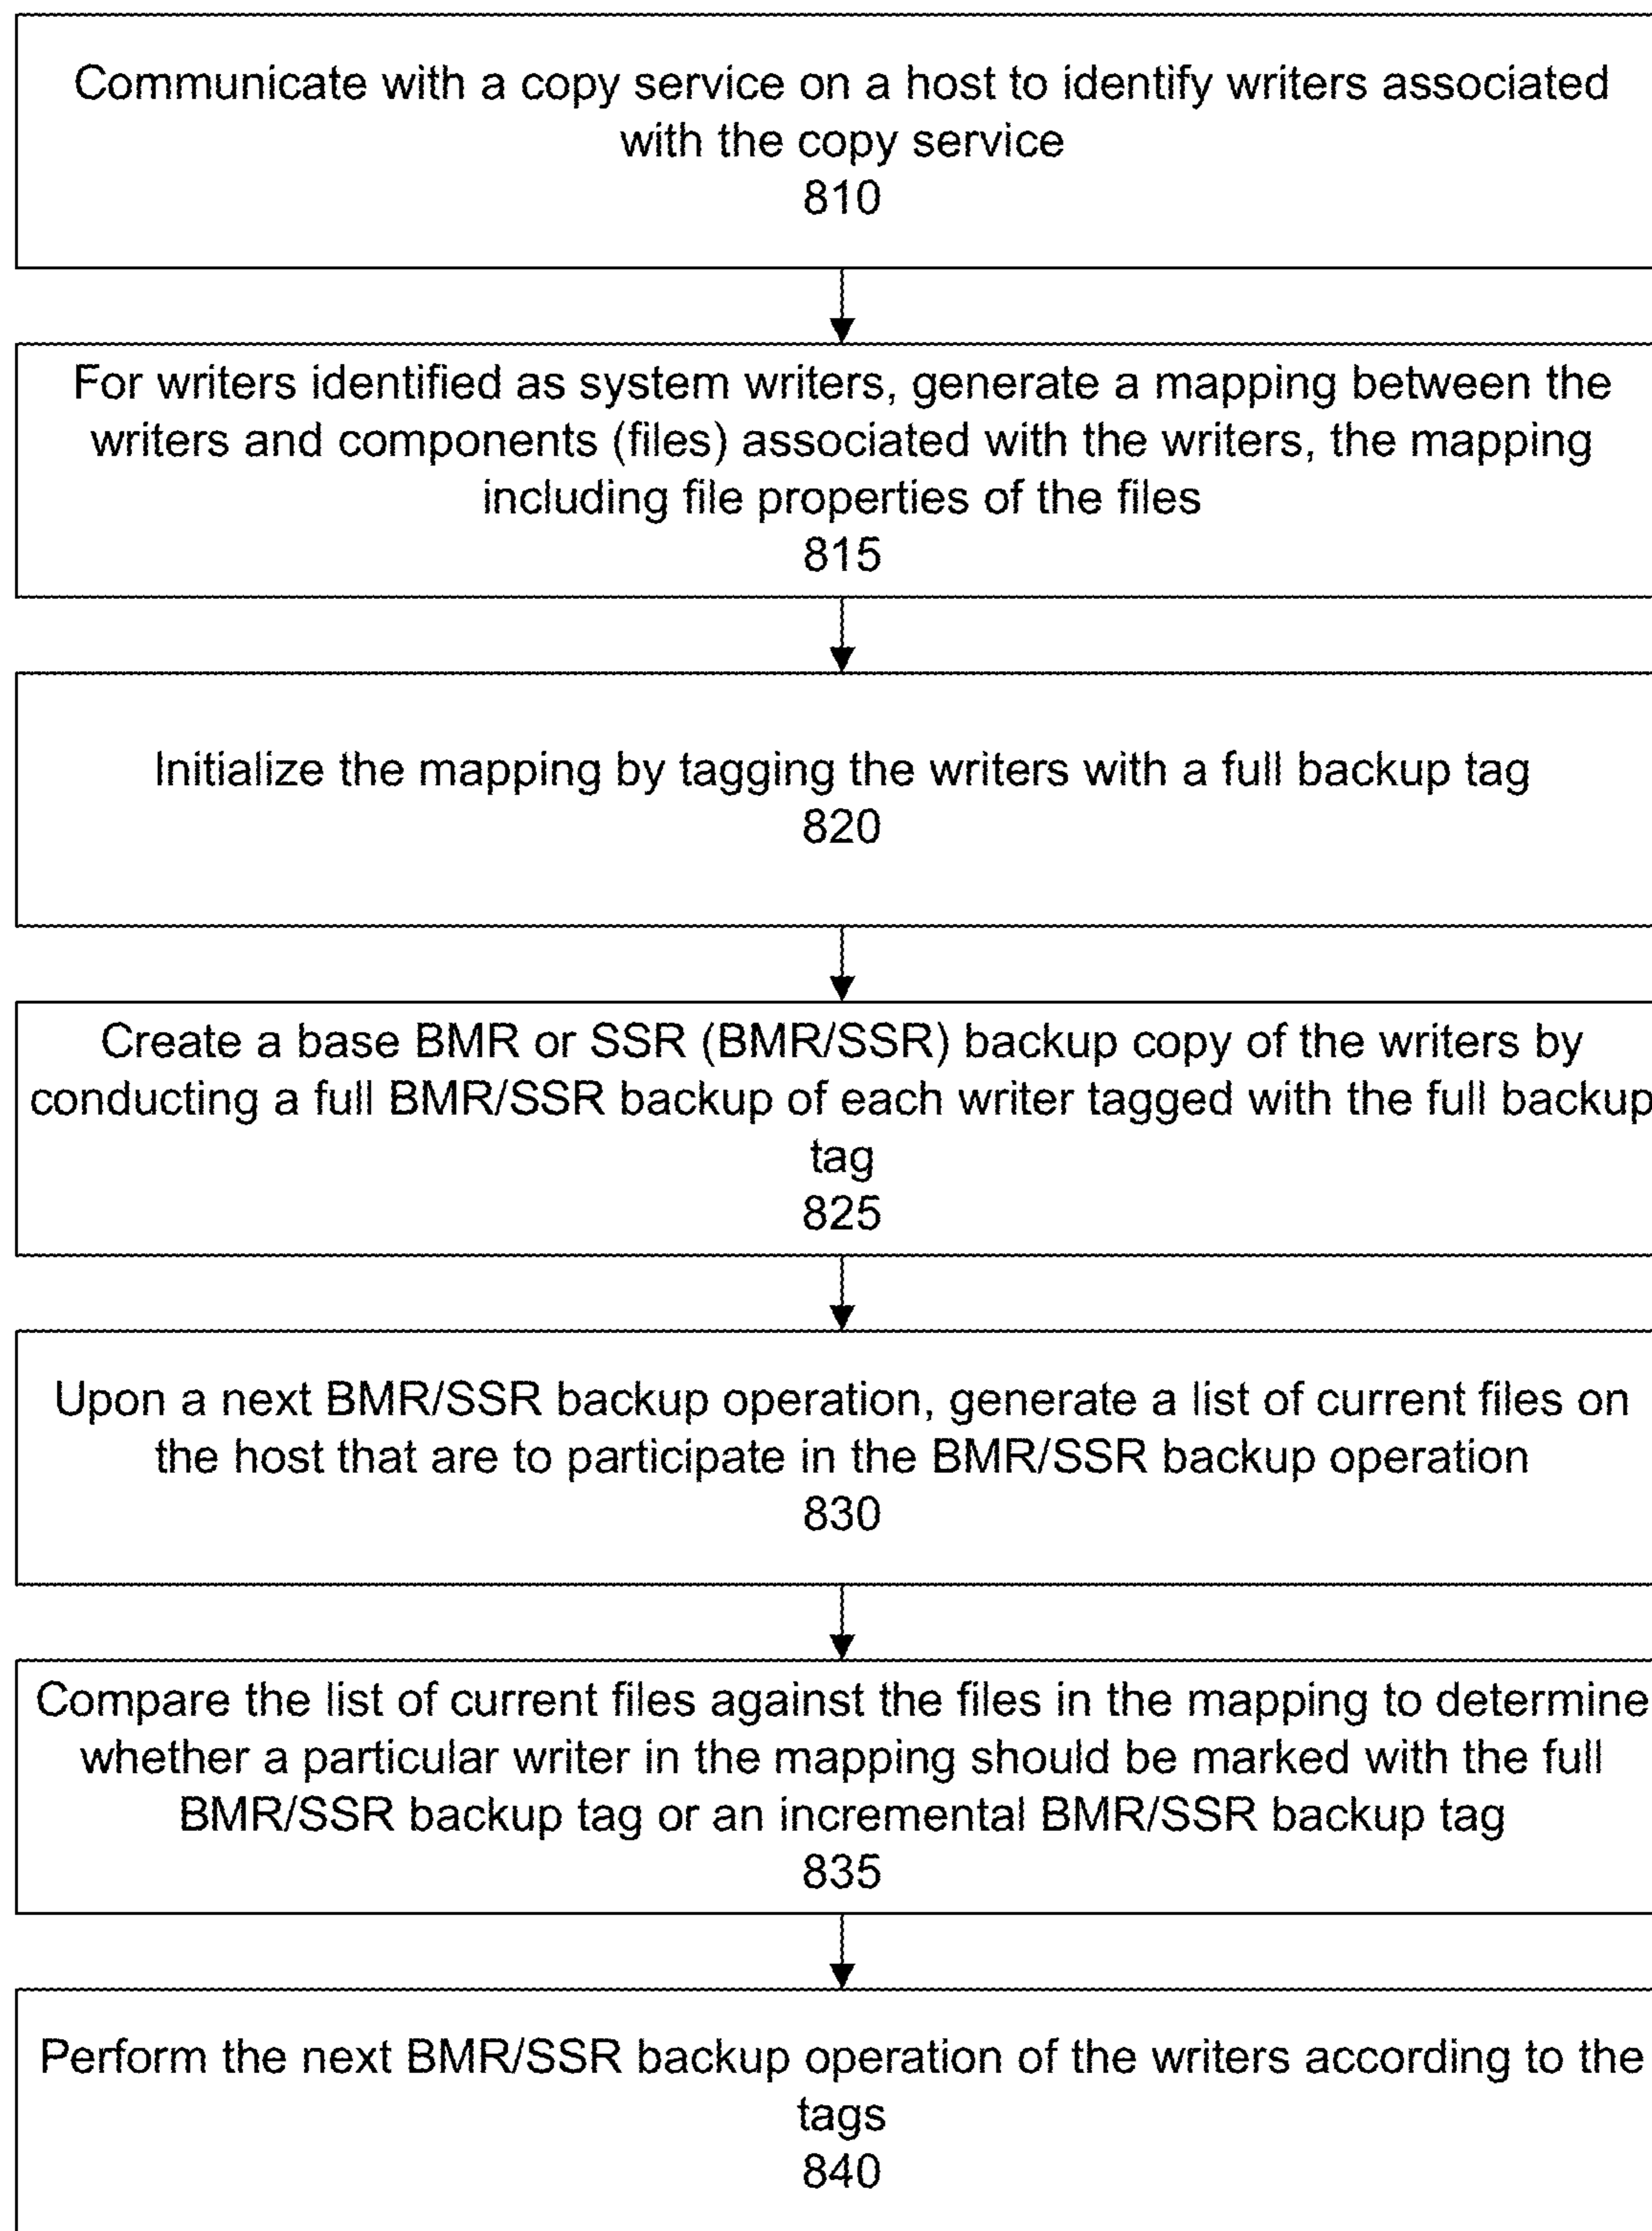 Communicate with a copy service on a host to identify writers associated
with the copy service
810
For writers identified as system writers, generate a mapping between the
writers and components (files) associated with the writers, the mapping
including file properties of the files
815
Initialize the mapping by tagging the writers with a full backup tag
820
Create a base BMR or SSR (BMR/SSR) backup copy of the writers by
conducting a full BMR/SSR backup of each writer tagged with the full backup
tag
825
Upon a next BMR/SSR backup operation, generate a list of current files on
the host that are to participate in the BMR/SSR backup operation
830
Compare the list of current files against the files in the mapping to determine
whether a particular writer in the mapping should be marked with the full
BMR/SSR backup tag or an incremental BMR/SSR backup tag
835
Perform the next BMR/SSR backup operation of the writers according to the
tags
840